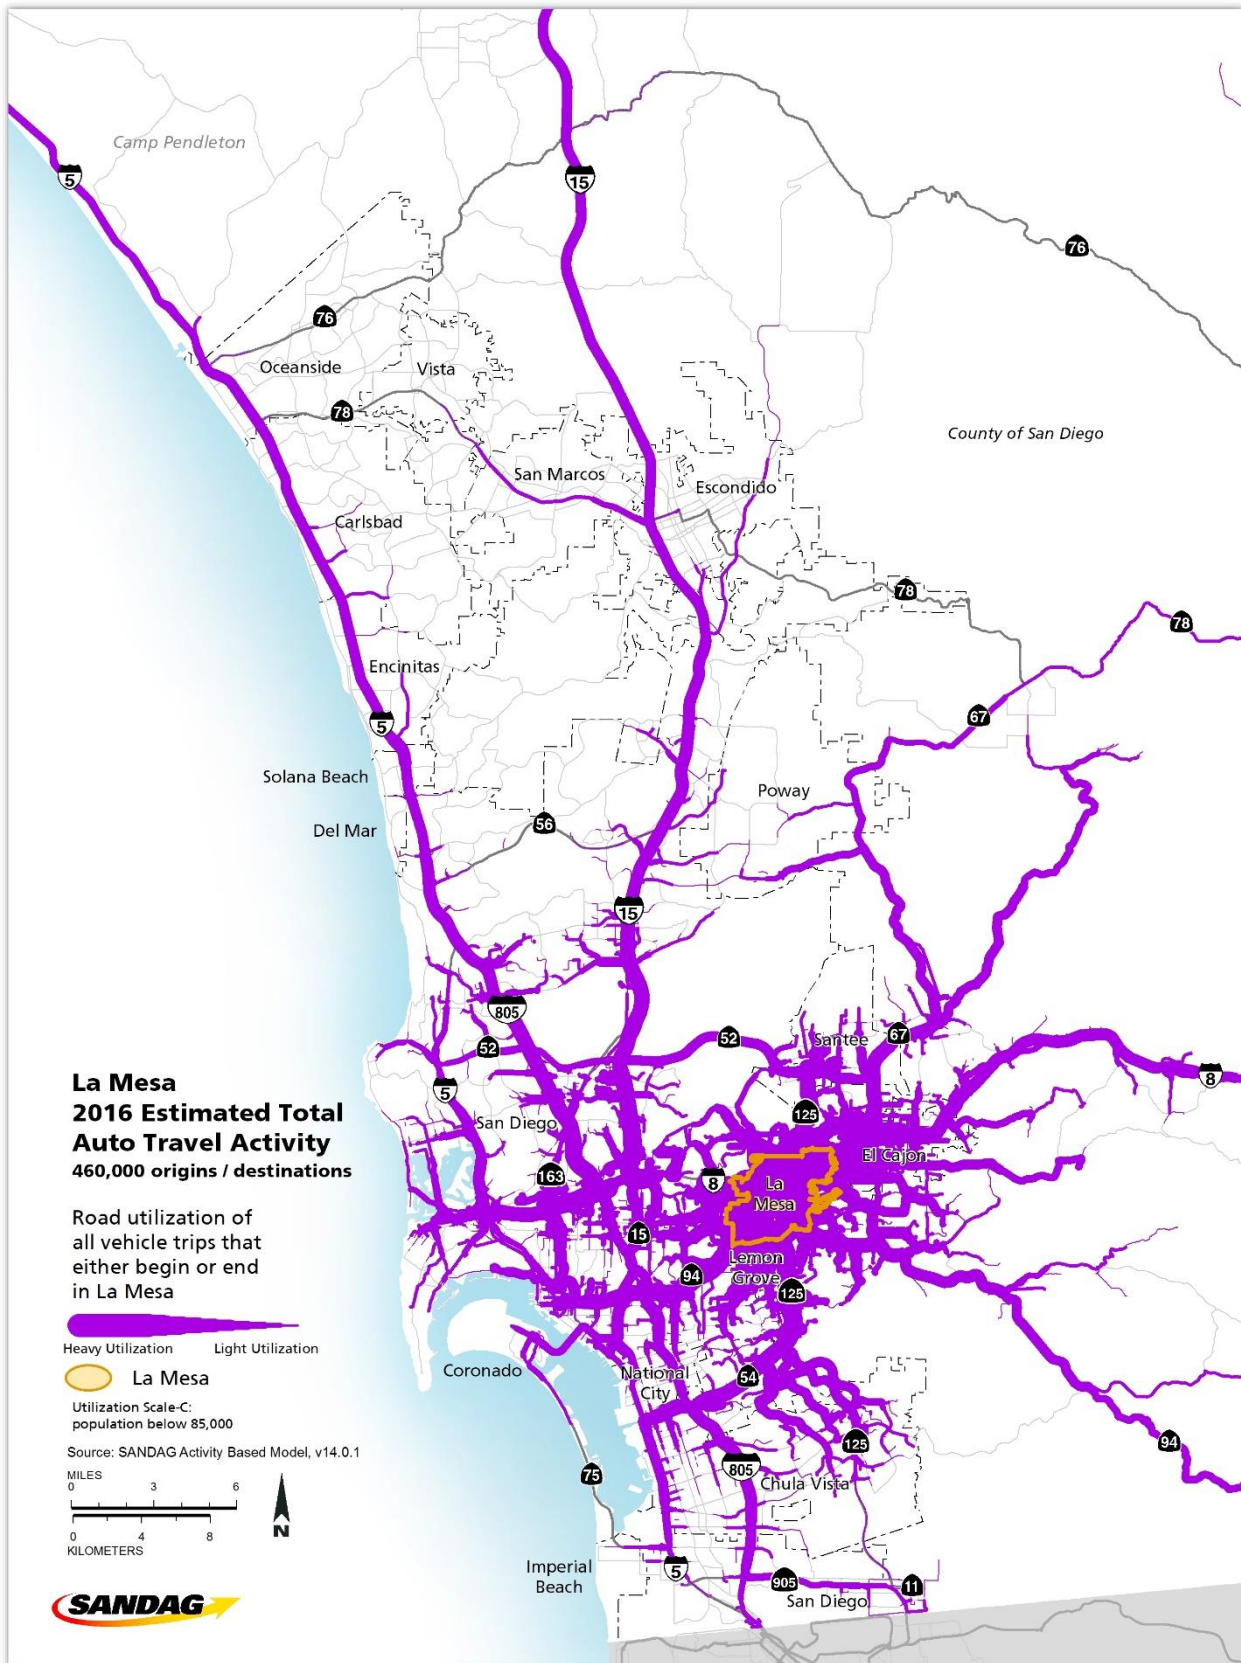 Camp Pendleton
5
15
76
76
Oceanside
Vista
78
County of San Diego
San Marcos
Escondido
Carlsbad
78
78
Encinitas
67
5
Solana Beach
Poway
Del Mar
56
15
805
52
52
Santee
67
8
5
La Mesa
2016 Estimated Total
Auto Travel Activity
460,000 origins / destinations
125
San Diego
El Cajon
163
8
La
Mesa
Road utilization of
all vehicle trips that
either begin or end
in La Mesa
15
94
Lemon
Grove
125
Heavy Utilization
Light Utilization
La Mesa
Coronado
National
City
54
Utilization Scale-C:
population below 85,000
Source: SANDAG Activity Based Model, v14.0.1
125
94
MILES
0 3 6
0 4 8
KILOMETERS
N
75
805
Chula Vista
Imperial
Beach
5
905
11
San Diego
SANDAG